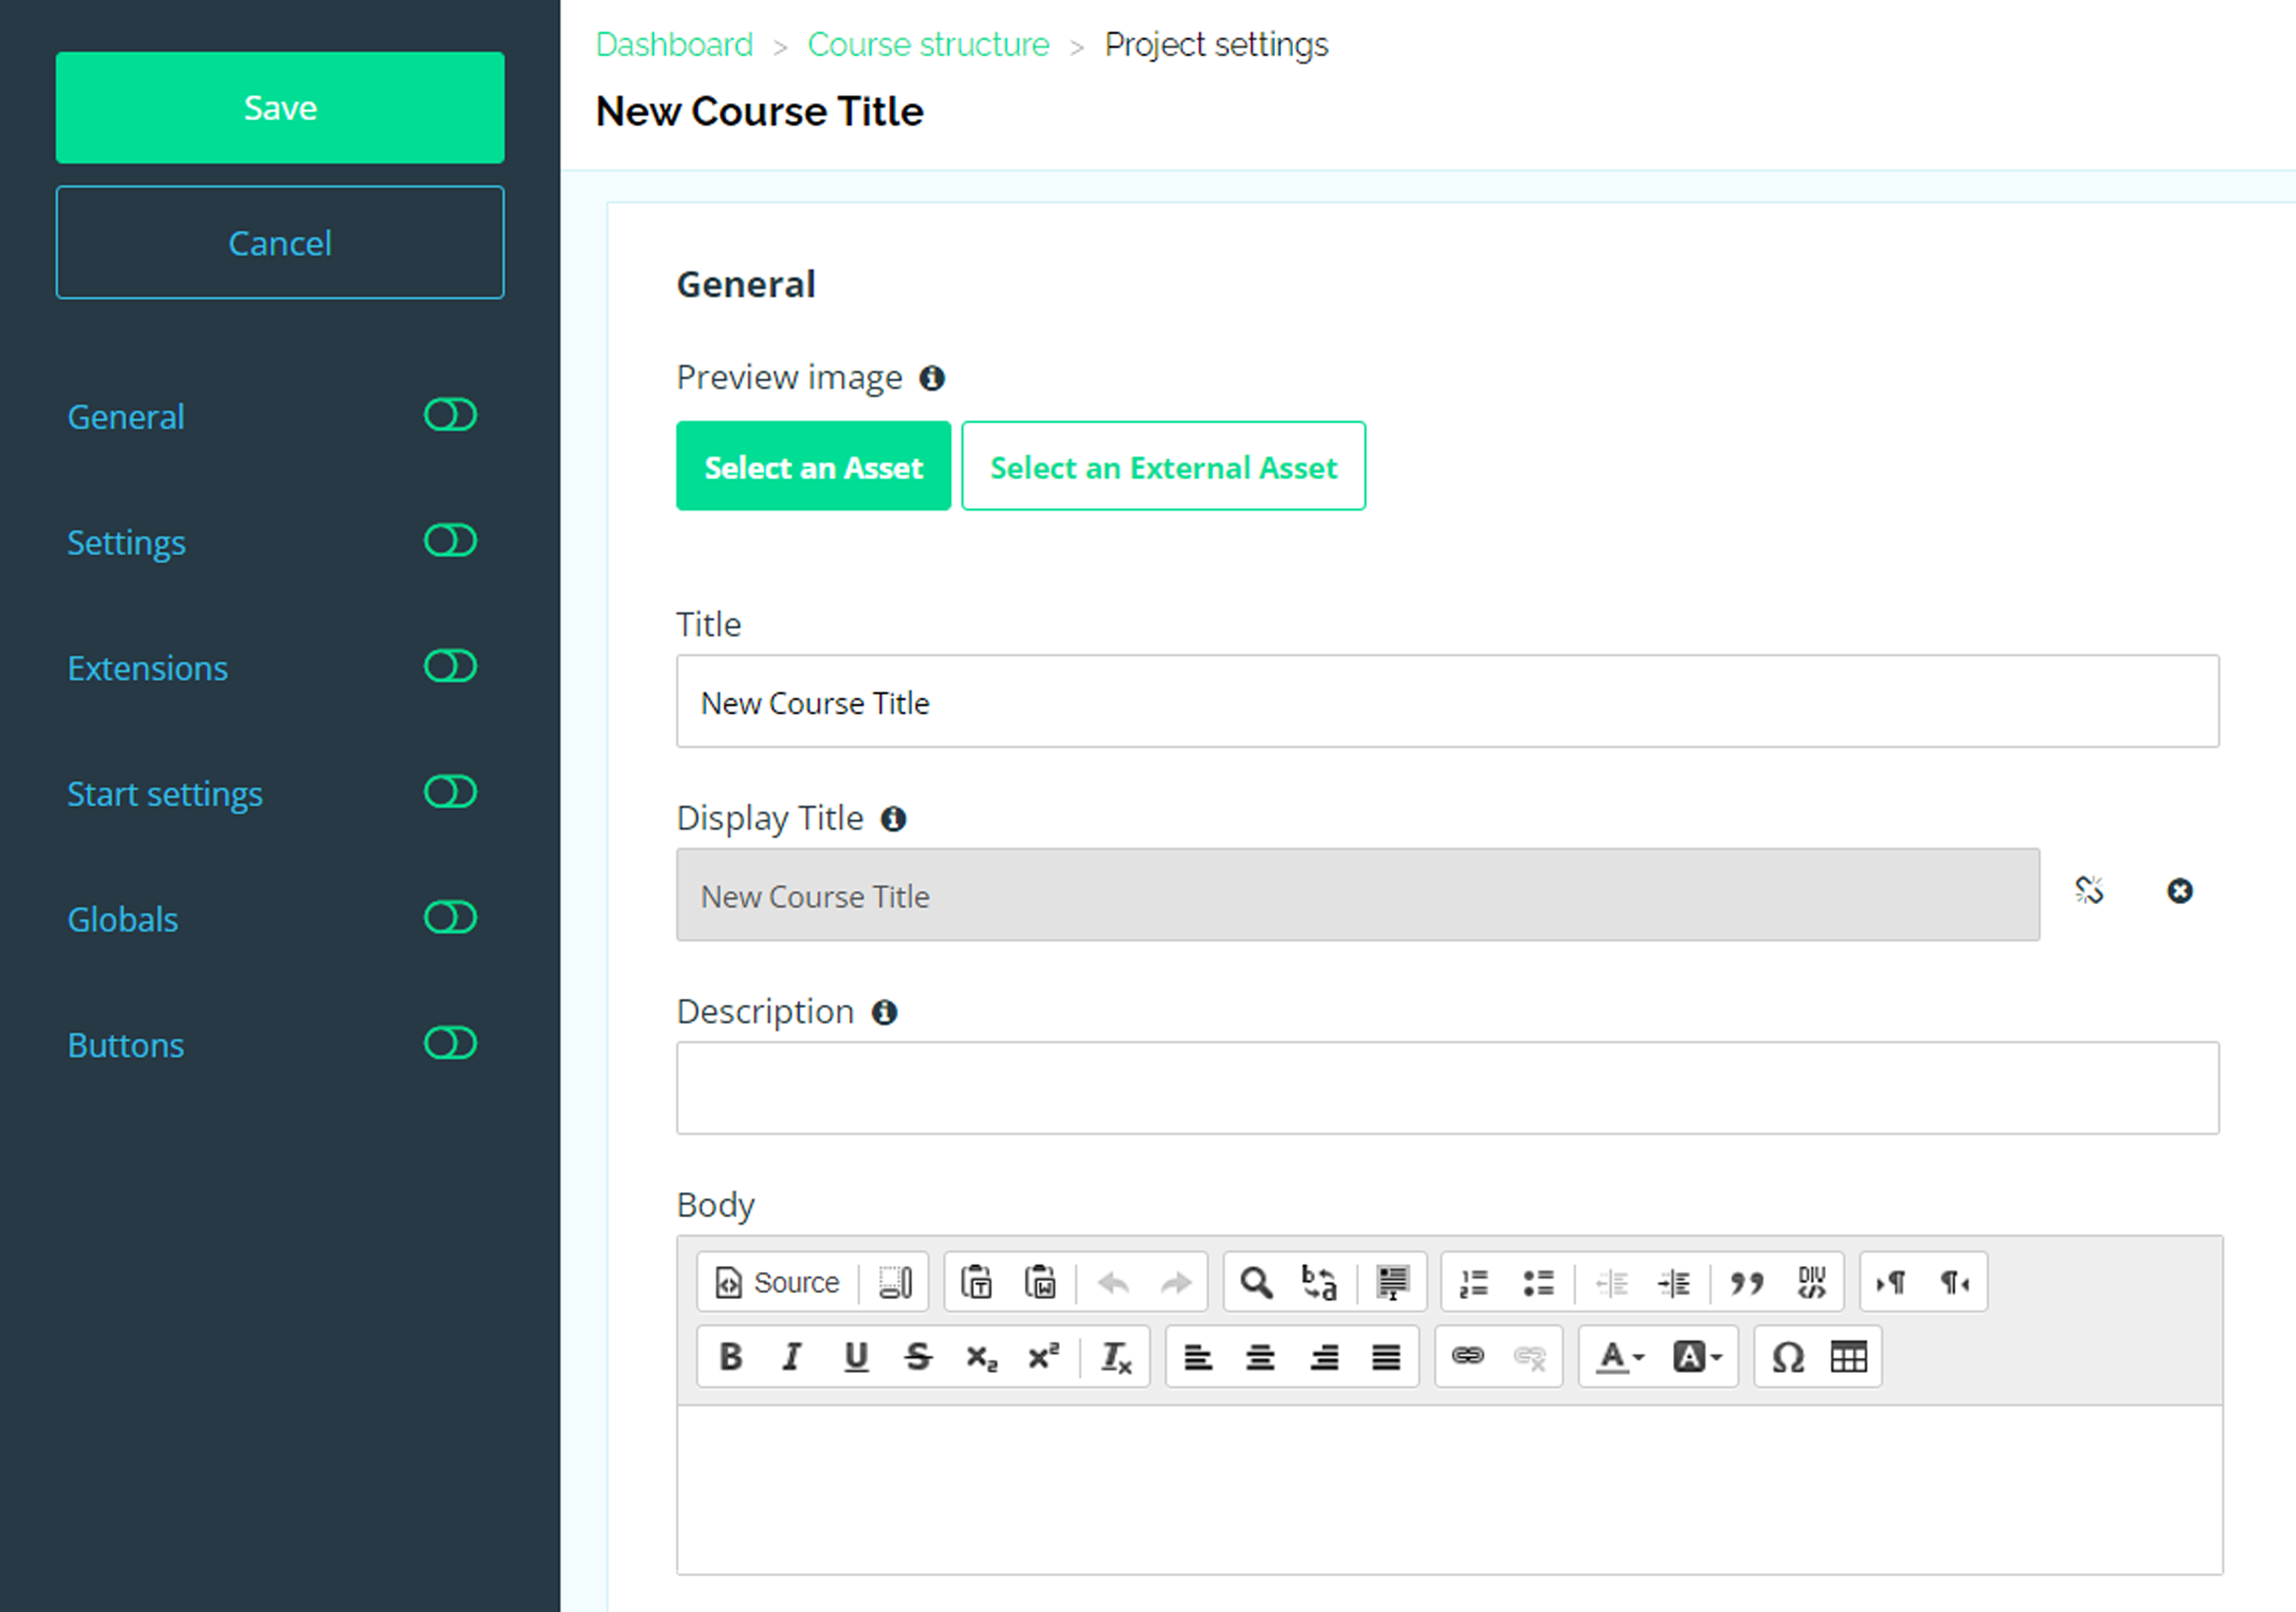 Save
Cancel
General
Settings
Extensions
Start settings
Globals
Buttons
Dashboard > Course structure > Project settings
New Course Title
General
Preview image
Select an Asset Select an External Asset
Title
New Course Title
Display Title
New Course Title
Description
Body
Source